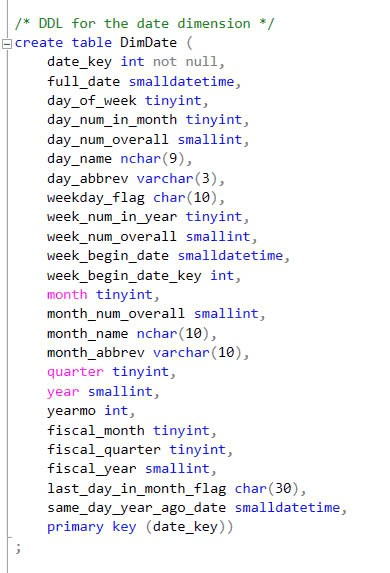 /* DDL for the date dimension */
create table DimDate (
date_key int not null,
full_date smalldatetime,
day_of_week tinyint,
day_num_in_month tinyint,
day_num_overall smallint,
day_name nchar(9),
day_abbrev varchar(3),
weekday_flag char(10),
week_num_in_year tinyint,
week_num_overall smallint,
week_begin_date smalldatetime,
week_begin_date_key int,
month tinyint,
month_num_overall smallint,
month_name nchar(10),
month_abbrev varchar(10),
quarter tinyint,
year smallint,
yearmo int,
fiscal_month tinyint,
fiscal_quarter tinyint,
fiscal_year smallint,
last_day_in_month_flag char(30),
same_day_year_ago_date smalldatetime,
primary key (date_key))
;